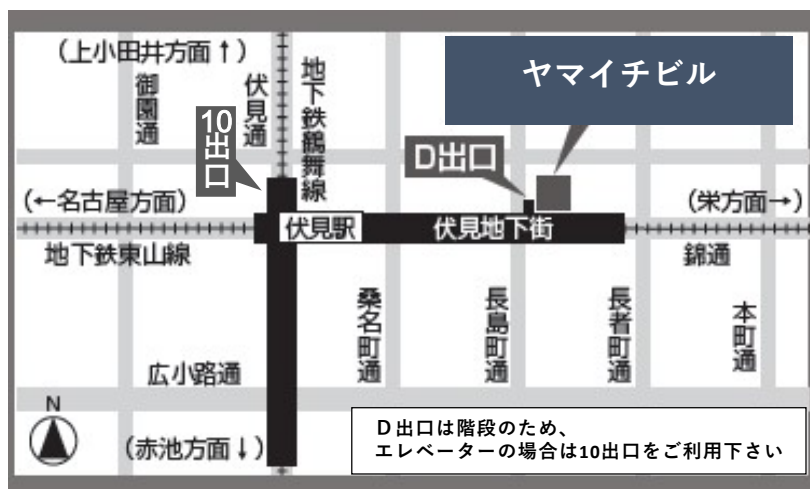 (上小田井方面↑)
御園通
伏見通
地下鉄鶴舞線
ヤマイチビル
10出口
D出口
(←名古屋方面)
(栄方面→)
伏見駅
伏見地下街
地下鉄東山線
錦通
桑名町通
長島町通
長者町通
本町通
広小路通
N
(赤池方面↓)
D出口は階段のため、
エレベーターの場合は10出口をご利用下さい